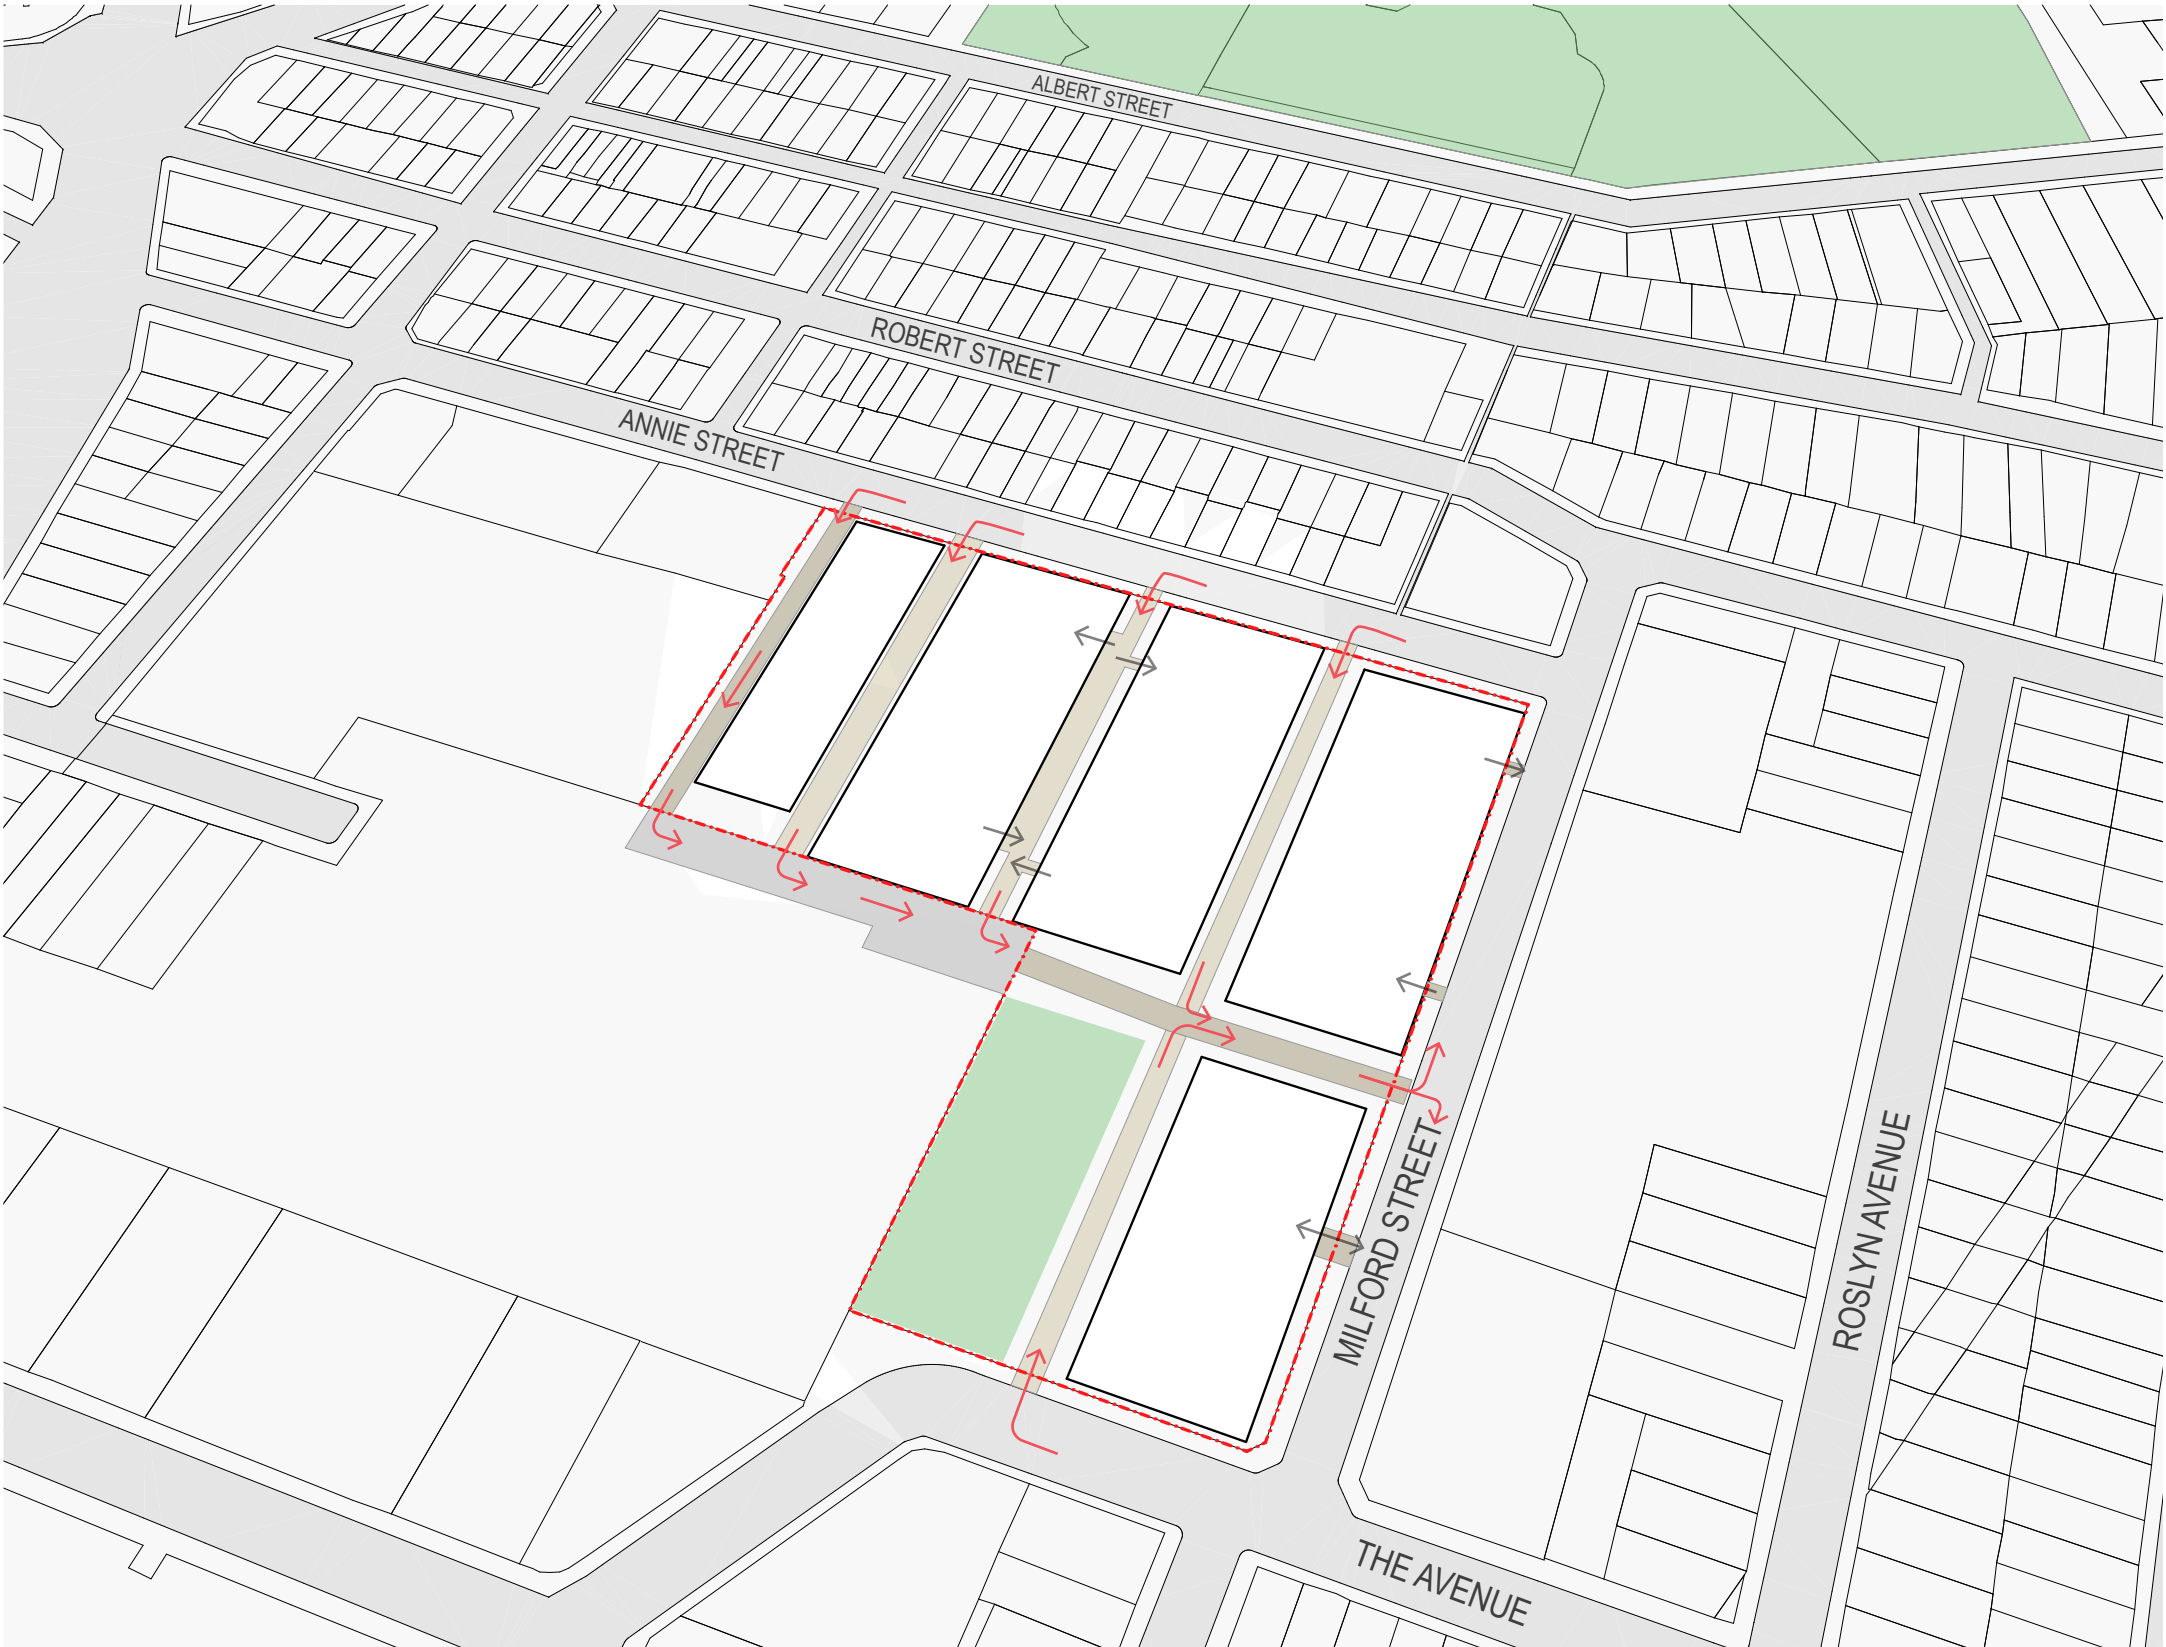 ALBERT STREET
ROBERT STREET
ANNIE STREET
MILFORD STREET
ROSLYN AVENUE
THE AVENUE